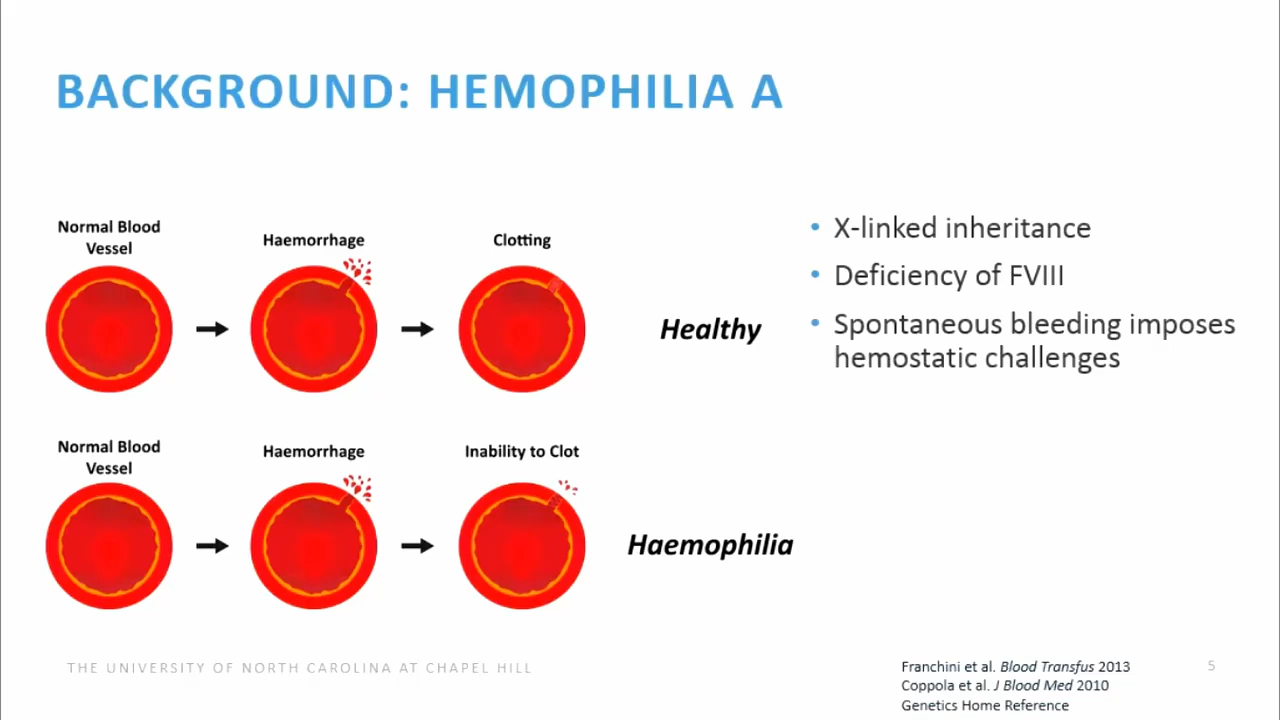 BACKGROUND: HEMOPHILIA A
Normal Blood
Vessel
Haemorrhage
Clotting
Healthy
Normal Blood
Vessel
Haemorrhage
Inability to Clot
Haemophilia
• X-linked inheritance
• Deficiency of FVIII
• Spontaneous bleeding imposes
hemostatic challenges
THE UNIVERSITY OF NORTH CAROLINA AT CHAPEL HILL
Franchini et al. Blood Transfus 2013
Coppola et al. J Blood Med 2010
Genetics Home Reference
5